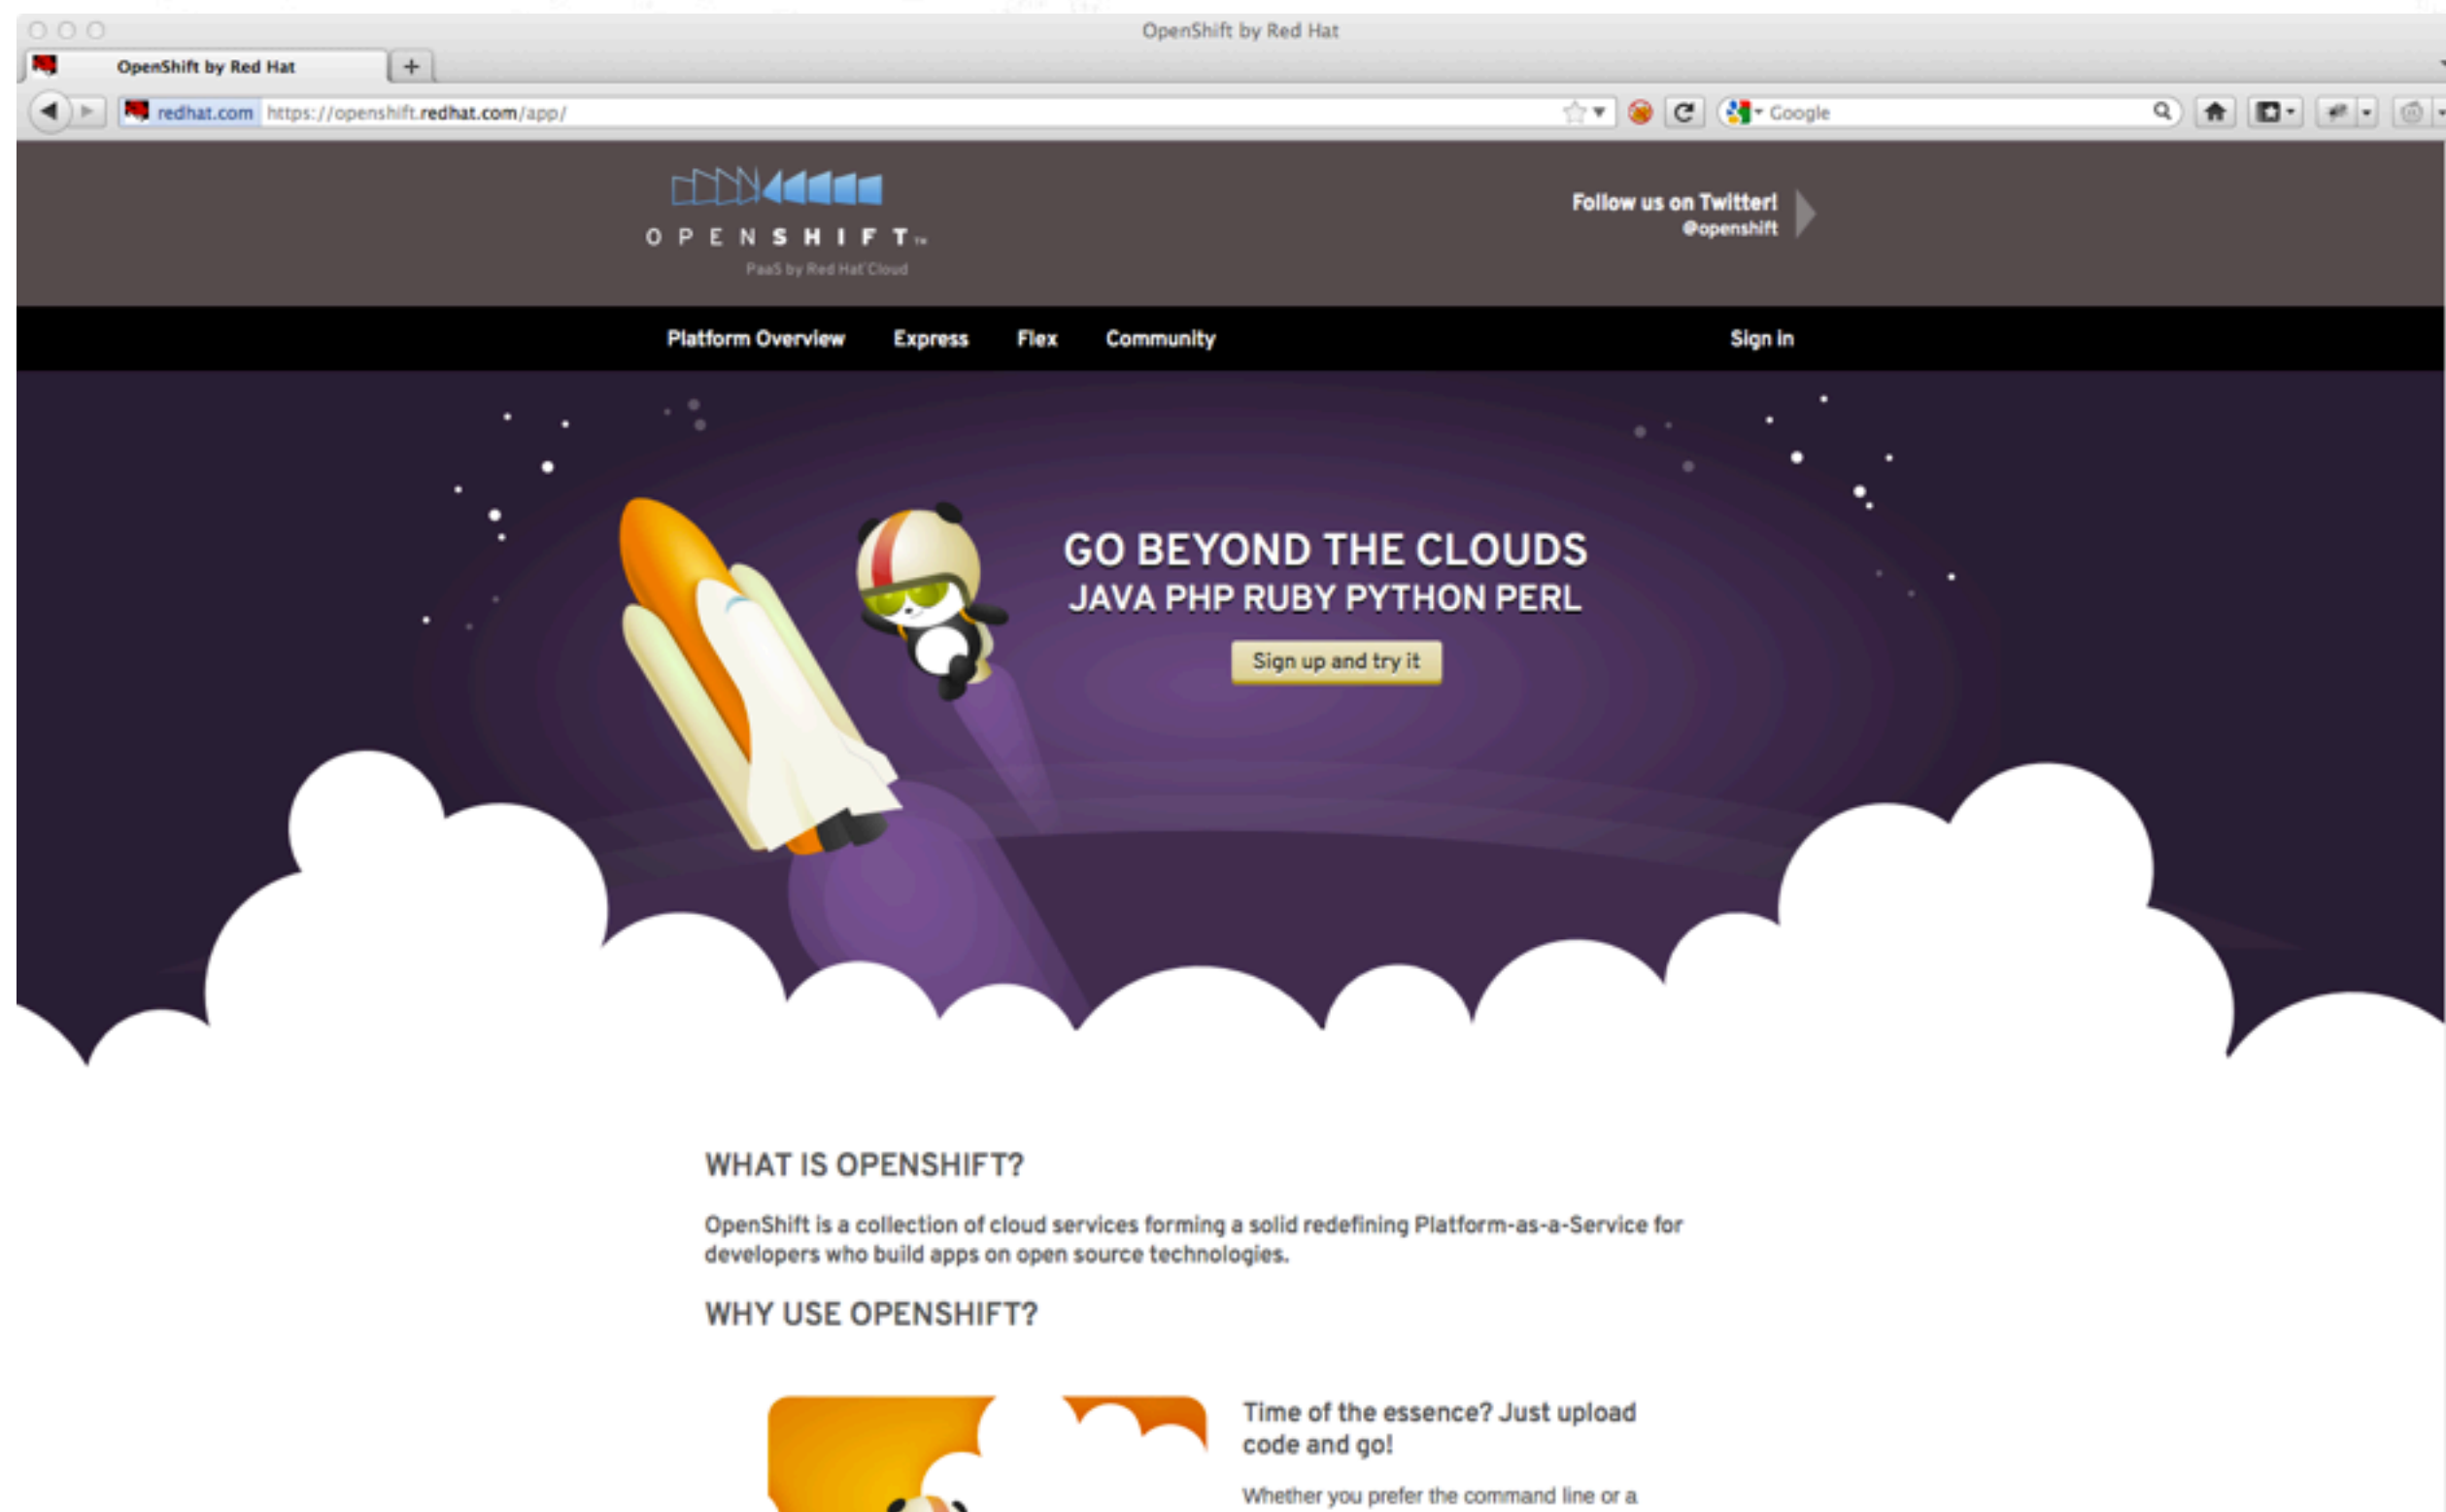 OpenShift by Red Hat
OpenShift by Red Hat
+
redhat.com https://openshift.redhat.com/app/
Google
OPENSHIFT™
PaaS by Red Hat® Cloud
Follow us on Twitter!
@openshift
Platform Overview
Express
Flex
Community
Sign in
GO BEYOND THE CLOUDS
JAVA PHP RUBY PYTHON PERL
Sign up and try it
WHAT IS OPENSHIFT?
OpenShift is a collection of cloud services forming a solid redefining Platform-as-a-Service for
developers who build apps on open source technologies.
WHY USE OPENSHIFT?
Time of the essence? Just upload
code and go!
Whether you prefer the command line or a